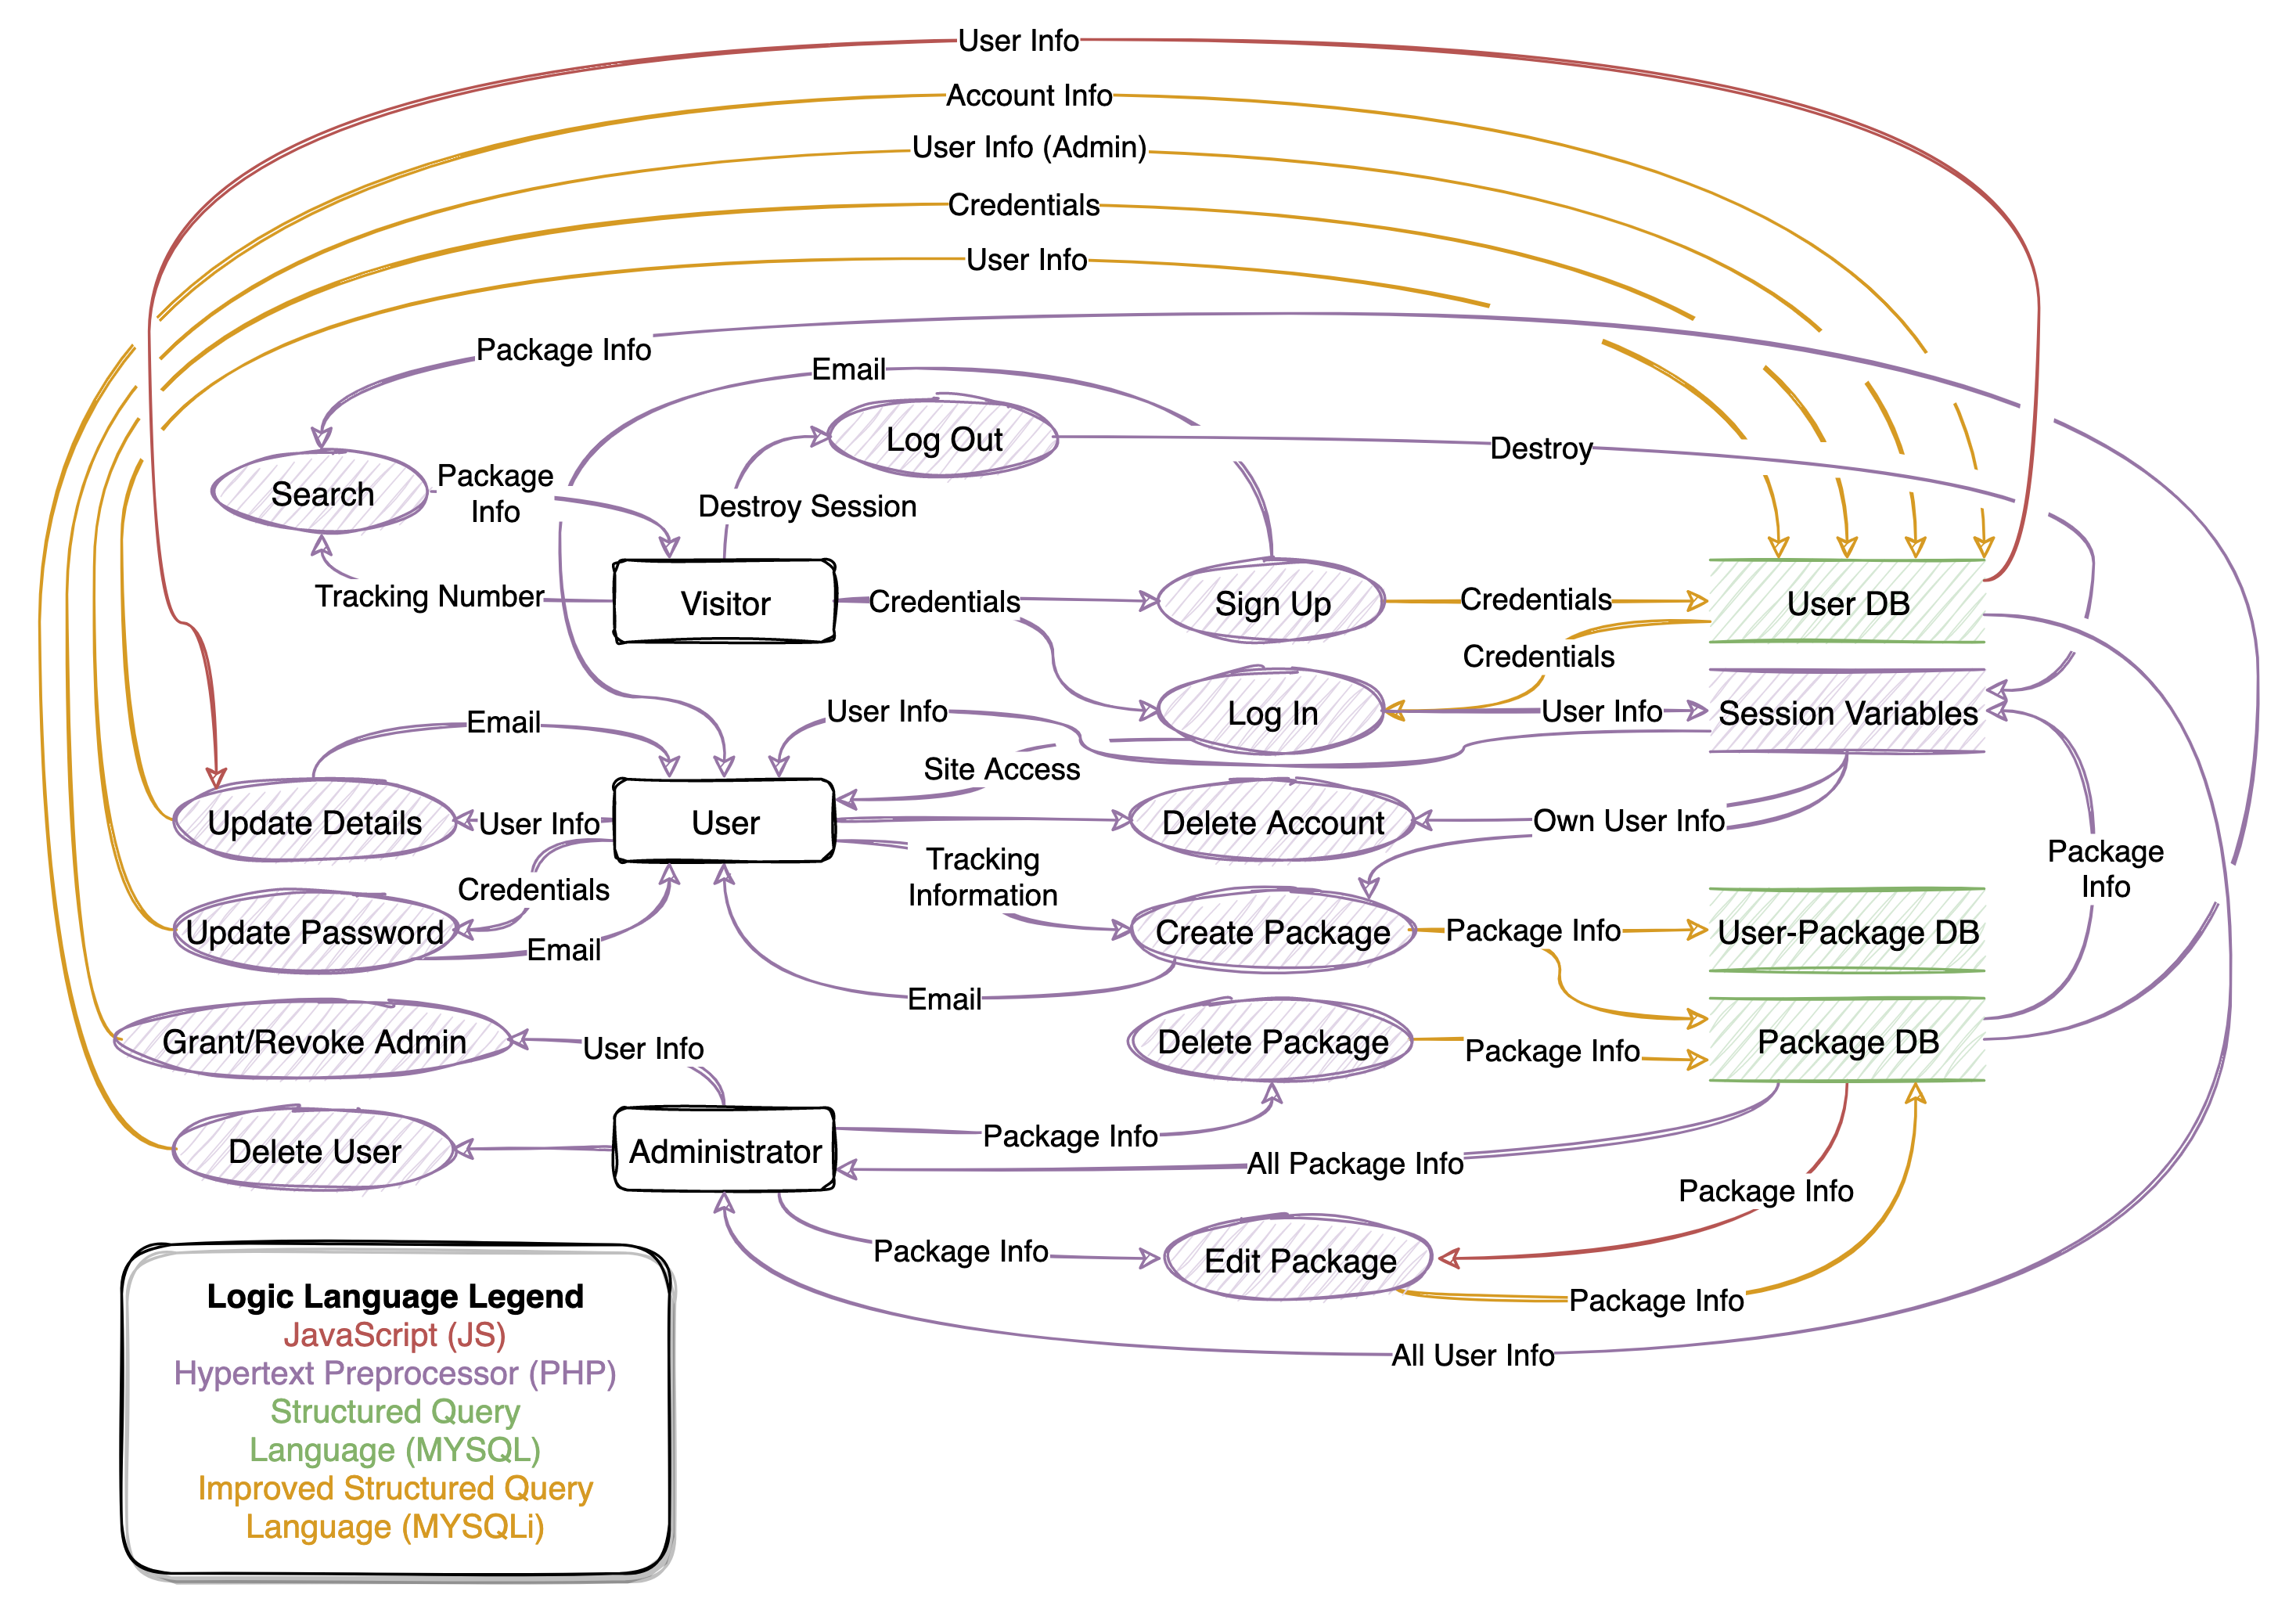 User Info
Account Info
User Info (Admin)
Credentials
User Info
Package Info
Email
Log Out
Destroy
Search
Package
Info
Destroy Session
Tracking Number
Visitor
Credentials
Sign Up
Credentials
User DB
Credentials
Email
User Info
Log In
User Info
Session Variables
Site Access
Update Details
User Info
User
Delete Account
Own User Info
Package
Info
Tracking
Information
Credentials
Update Password
Email
Create Package
Package Info
User-Package DB
Email
Grant/Revoke Admin
User Info
Delete Package
Package Info
Package DB
Delete User
Administrator
Package Info
All Package Info
Package Info
Package Info
Edit Package
Package Info
All User Info
Logic Language Legend
JavaScript (JS)
Hypertext Preprocessor (PHP)
Structured Query
Language (MYSQL)
Improved Structured Query
Language (MYSQLi)